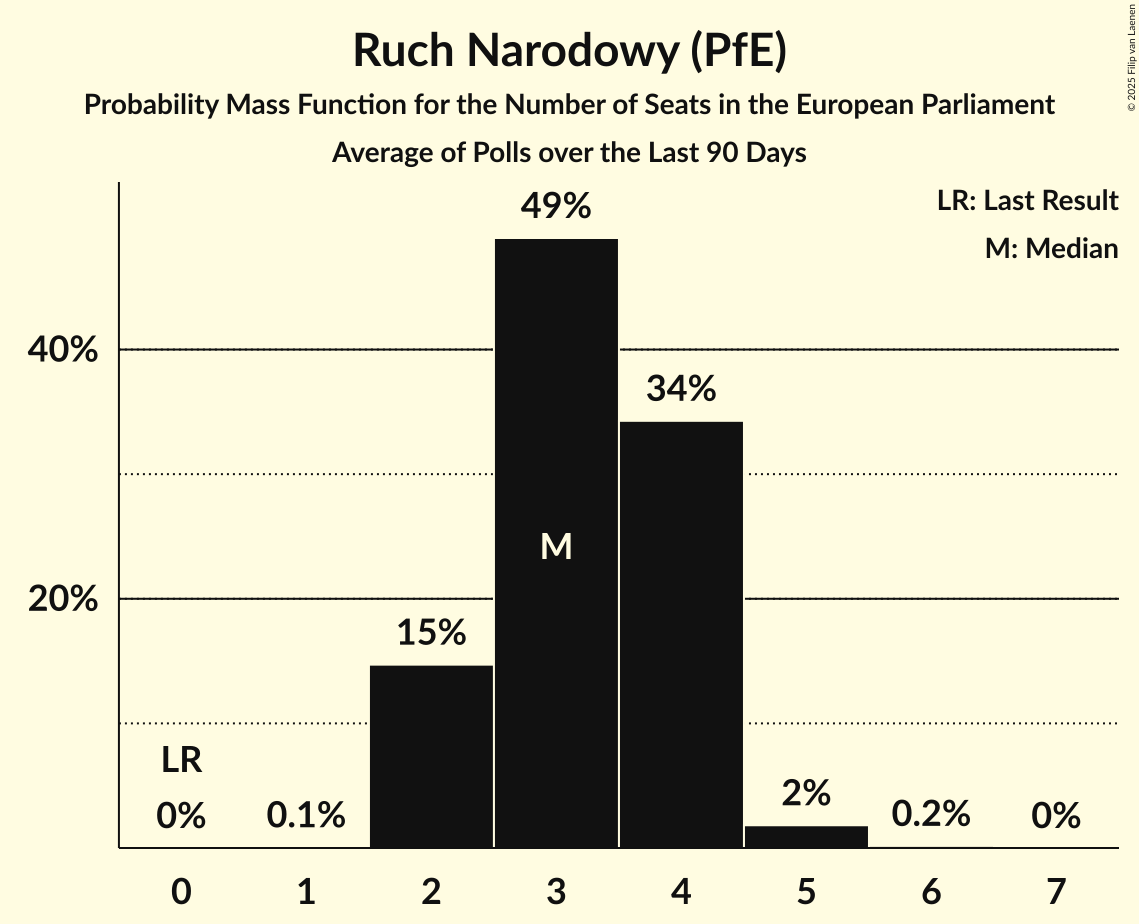 Ruch Narodowy (PfE)
Probability Mass Function for the Number of Seats in the European Parliament
Average of Polls over the Last 90 Days
© 2025 Filip van Laenen
LR: Last Result
M: Median
49%
40%
34%
M
20%
15%
LR
0%
0.1%
2%
0.2%
0%
0 1 2 3 4 5 6 7